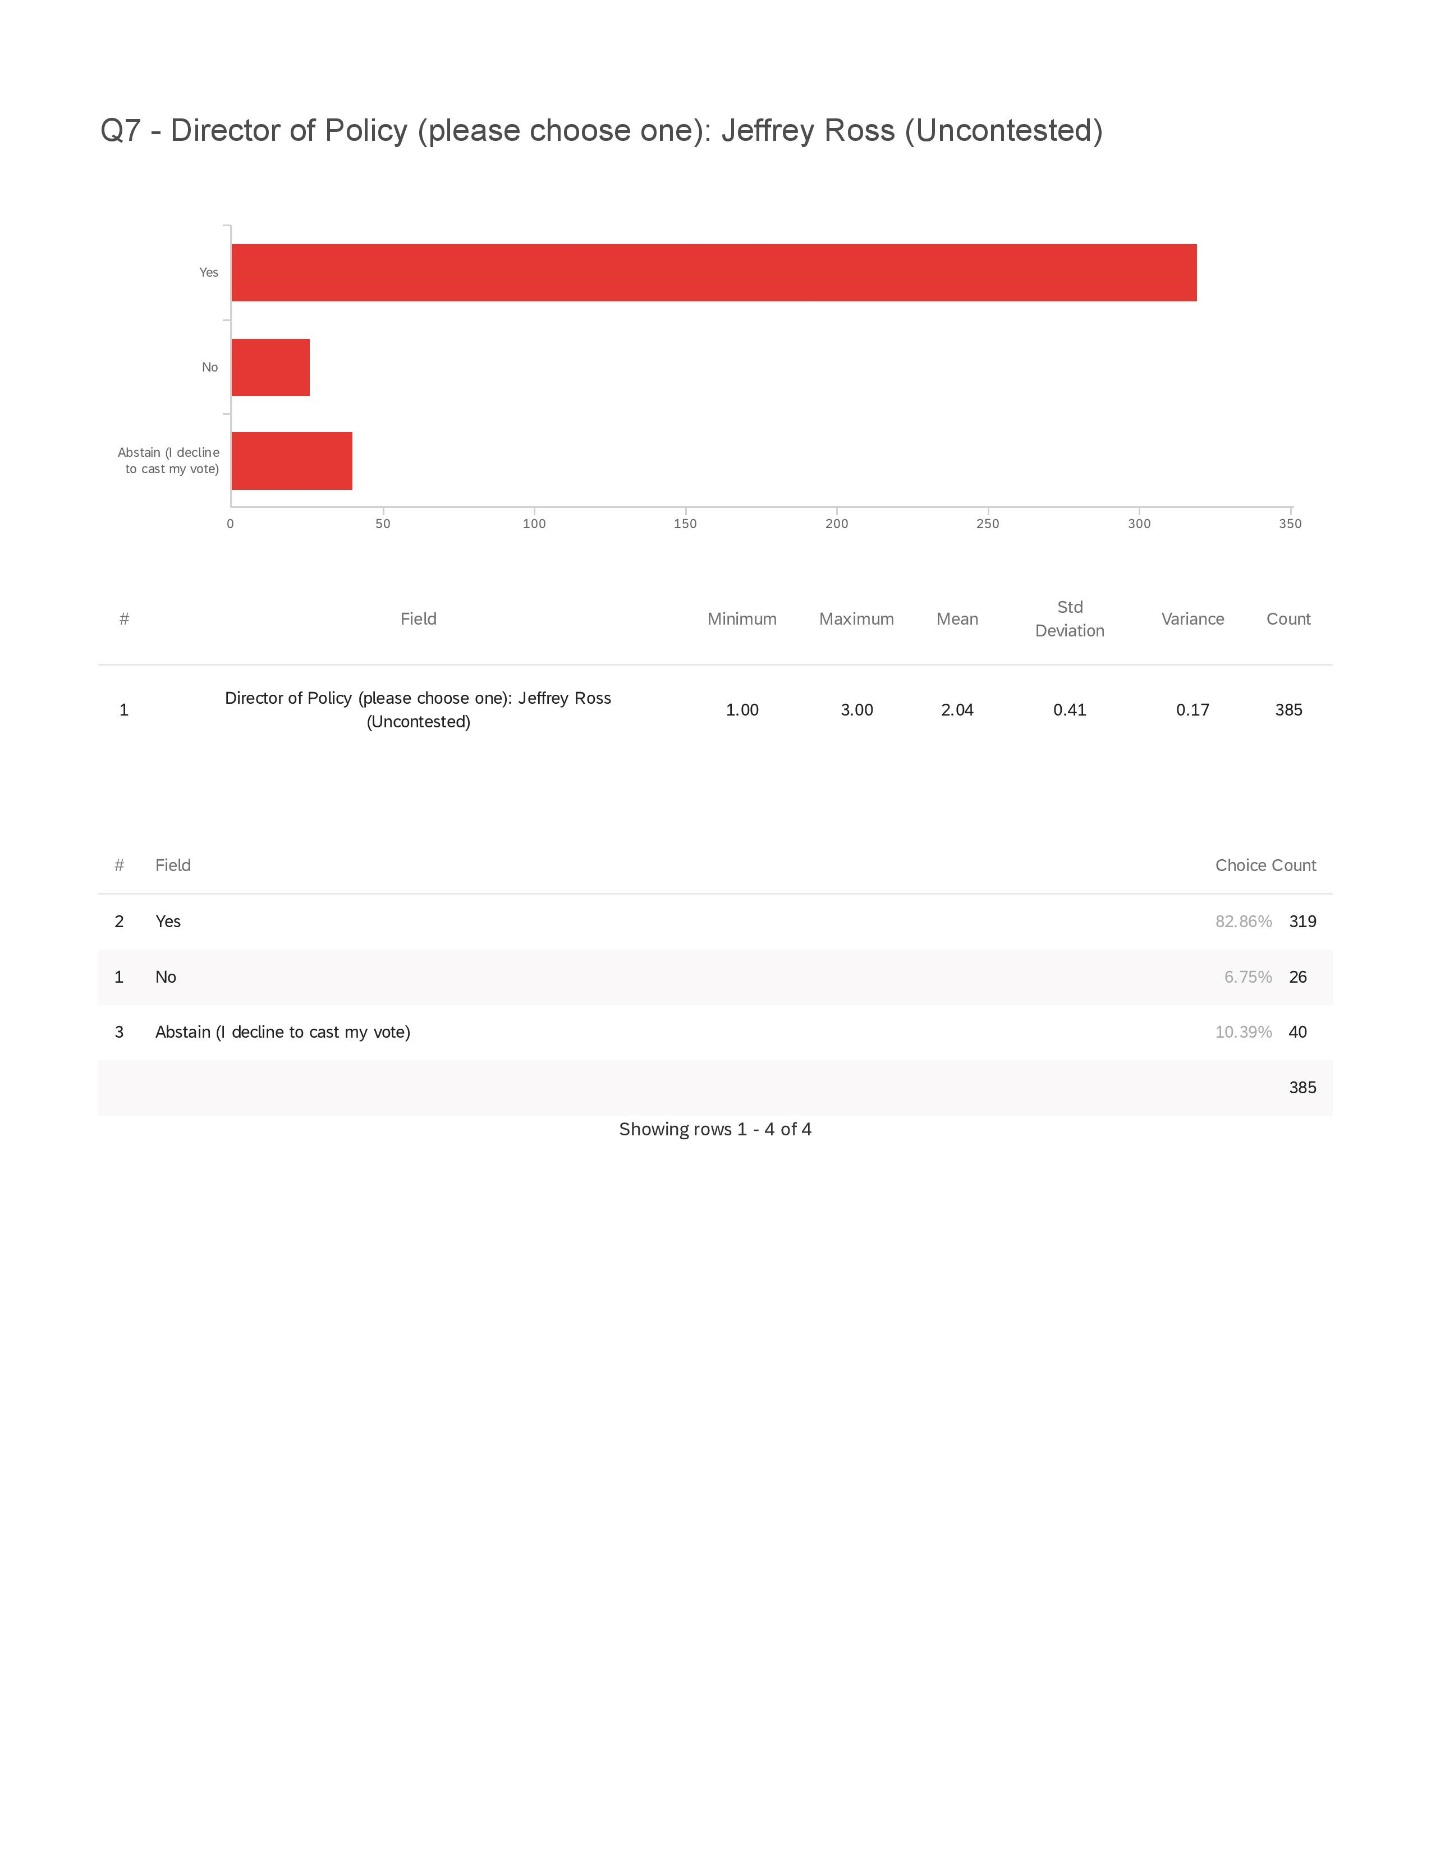 Q7 - Director of Policy (please choose one): Jeffrey Ross (Uncontested)
Yes
No
Abstain (I decline
to cast my vote)
0 50 100 150 200 250 300 350
# Field Minimum Maximum Mean Std Deviation Variance Count
1 Director of Policy (please choose one): Jeffrey Ross (Uncontested) 1.00 3.00 2.04 0.41 0.17 385
# Field Choice Count
2 Yes 82.86% 319
1 No 6.75% 26
3 Abstain (I decline to cast my vote) 10.39% 40
385
Showing rows 1 - 4 of 4